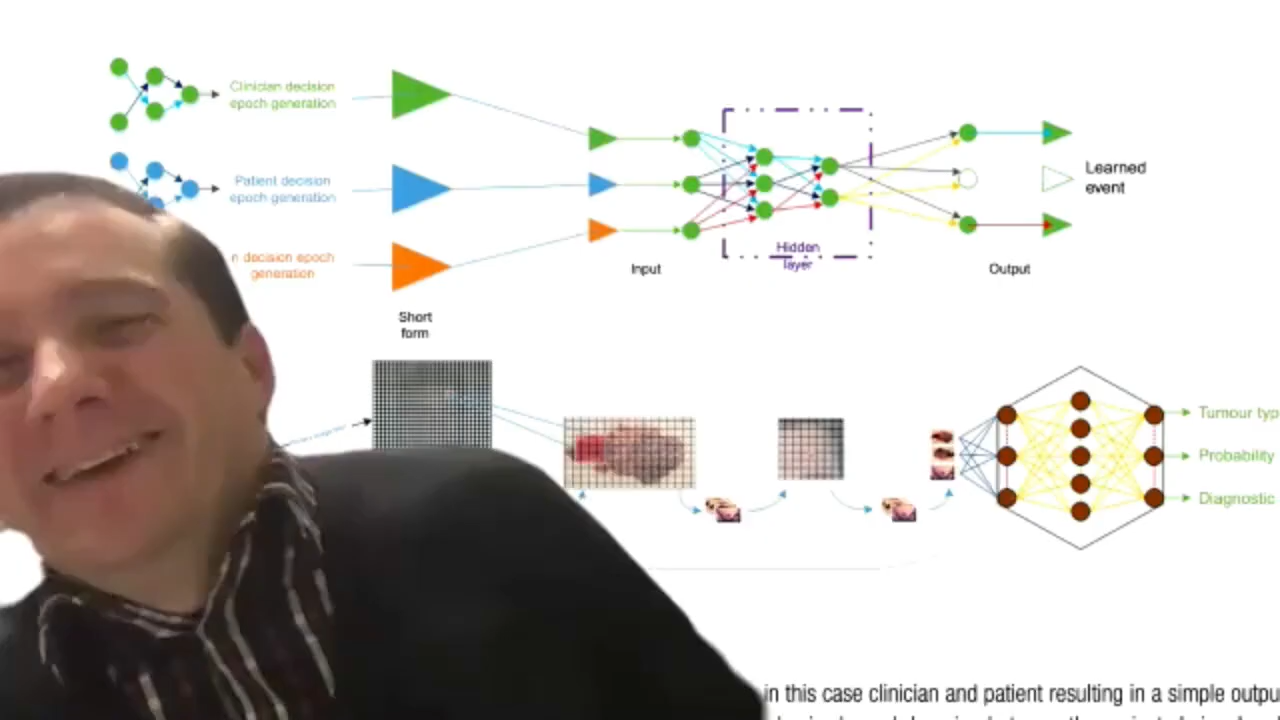 Clinician decision
epoch generation
Patient decision
epoch generation
n decision epoch
generation
Short
form
Input
Hidden
layer
Output
Learned
event
Tumour typ
Probability
Diagnostic
in this case clinician and patient resulting in a simple outpu